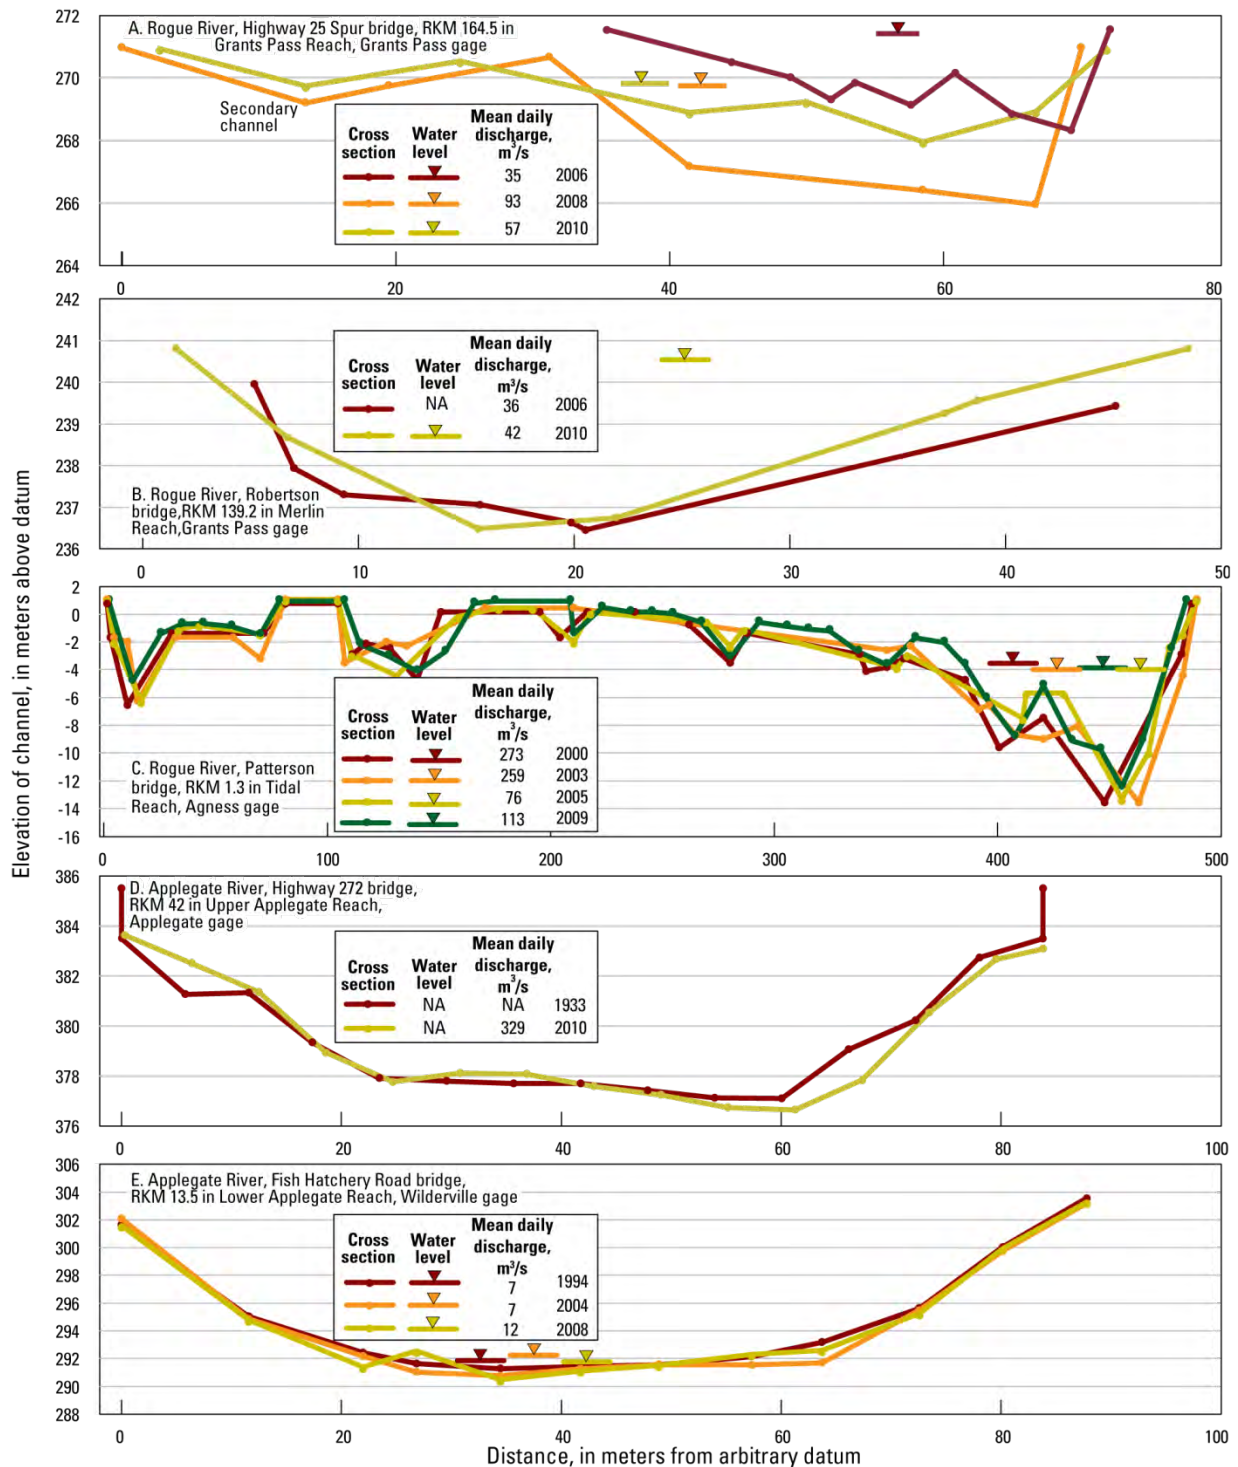 Elevation of channel, in meters above datum
272
270
268
266
264
A. Rogue River, Highway 25 Spur bridge, RKM 164.5 in
Grants Pass Reach, Grants Pass gage
Secondary
channel
Mean daily
Cross Water discharge,
section level m³/s
35 2006
93 2008
57 2010
0 20 40 60 80
242
241
240
239
238
237
236
Mean daily
Cross Water discharge,
section level m³/s
NA 36 2006
42 2010
B. Rogue River, Robertson
bridge,RKM 139.2 in Merlin
Reach,Grants Pass gage
0 10 20 30 40 50
2
0
-2
-4
-6
-8
-10
-12
-14
-16
Mean daily
Cross Water discharge,
section level m³/s
273 2000
259 2003
76 2005
113 2009
C. Rogue River, Patterson
bridge, RKM 1.3 in Tidal
Reach, Agness gage
0 100 200 300 400 500
386
384
382
380
378
376
D. Applegate River, Highway 272 bridge,
RKM 42 in Upper Applegate Reach,
Applegate gage
Mean daily
Cross Water discharge,
section level m³/s
NA NA 1933
NA 329 2010
0 20 40 60 80 100
306
304
302
300
298
296
294
292
290
288
E. Applegate River, Fish Hatchery Road bridge,
RKM 13.5 in Lower Applegate Reach, Wilderville gage
Mean daily
Cross Water discharge,
section level m³/s
7 1994
7 2004
12 2008
0 20 40 60 80 100
Distance, in meters from arbitrary datum